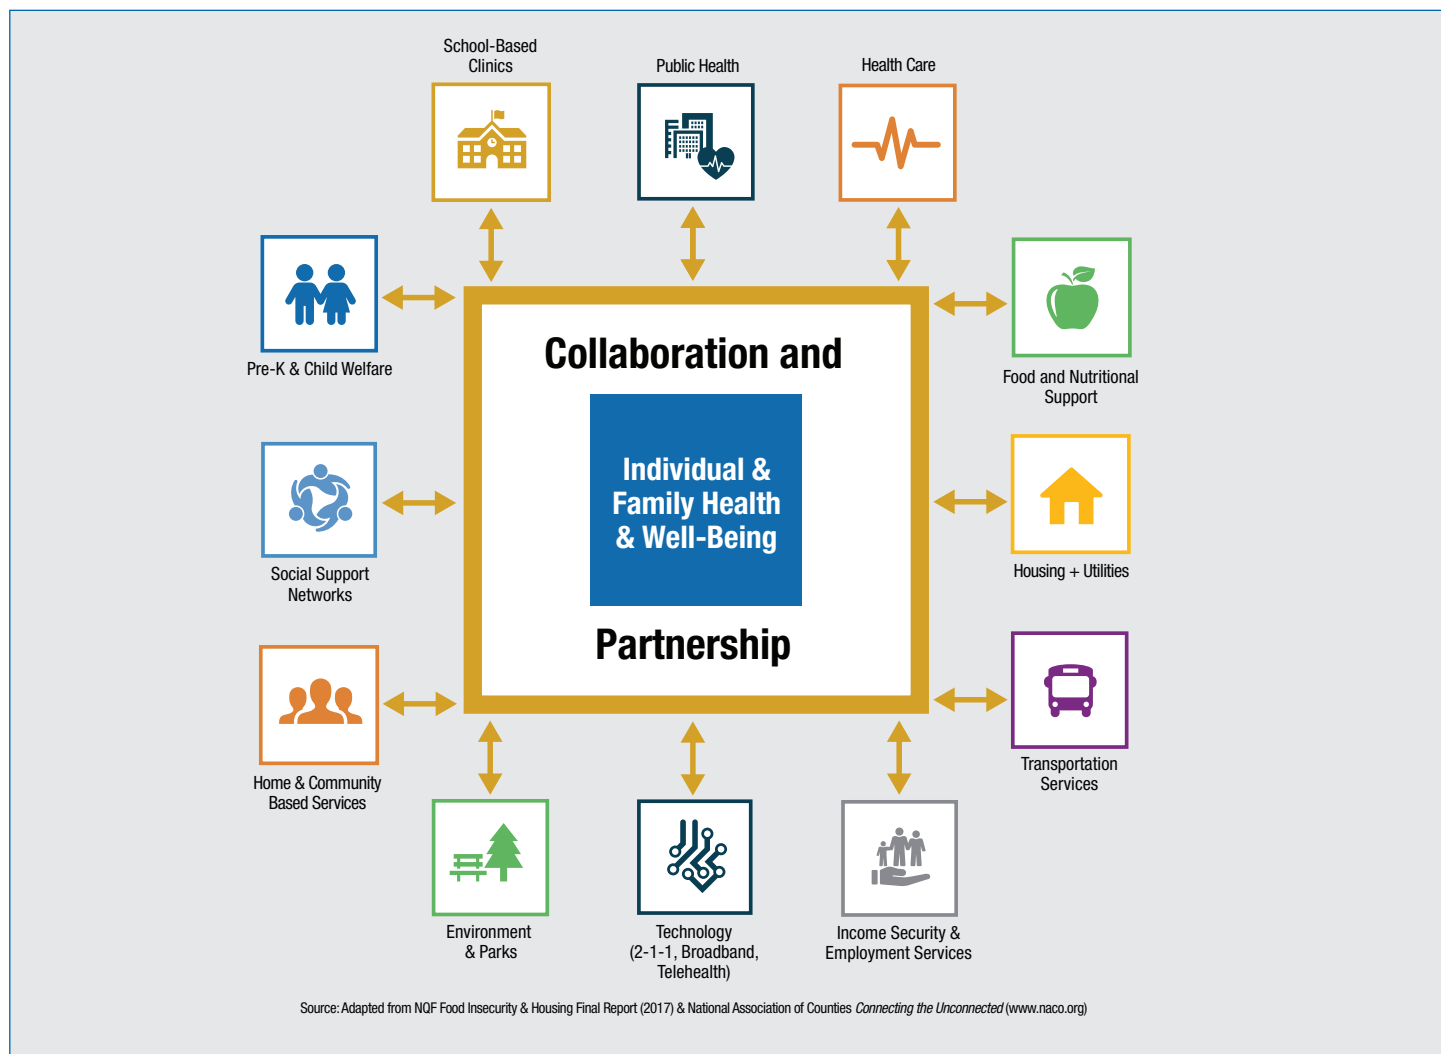 School-Based
Clinics
Public Health
Health Care
Pre-K & Child Welfare
Food and Nutritional
Support
Collaboration and
Individual &
Family Health
& Well-Being
Partnership
Social Support
Networks
Housing + Utilities
Home & Community
Based Services
Transportation
Services
Environment
& Parks
Technology
(2-1-1, Broadband,
Telehealth)
Income Security &
Employment Services
Source: Adapted from NQF Food Insecurity & Housing Final Report (2017) & National Association of Counties Connecting the Unconnected (www.naco.org)